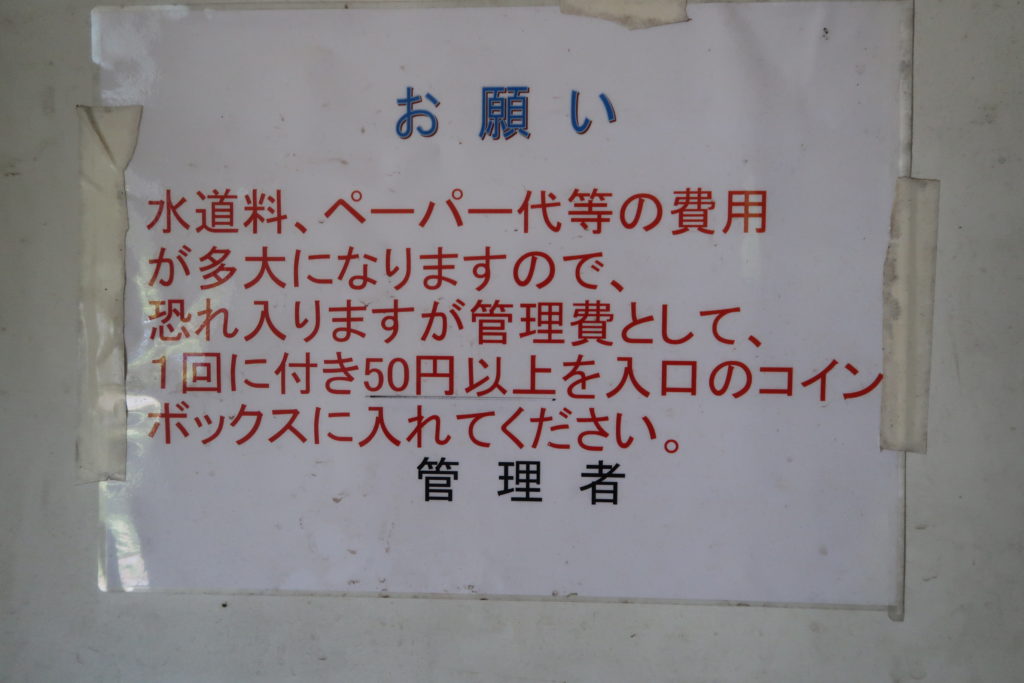 お願い
水道料、ペーパー代等の費用
が多大になりますので、
恐れ入りますが管理費として、
1回に付き50円以上を入口のコイン
ボックスに入れてください。
管理者